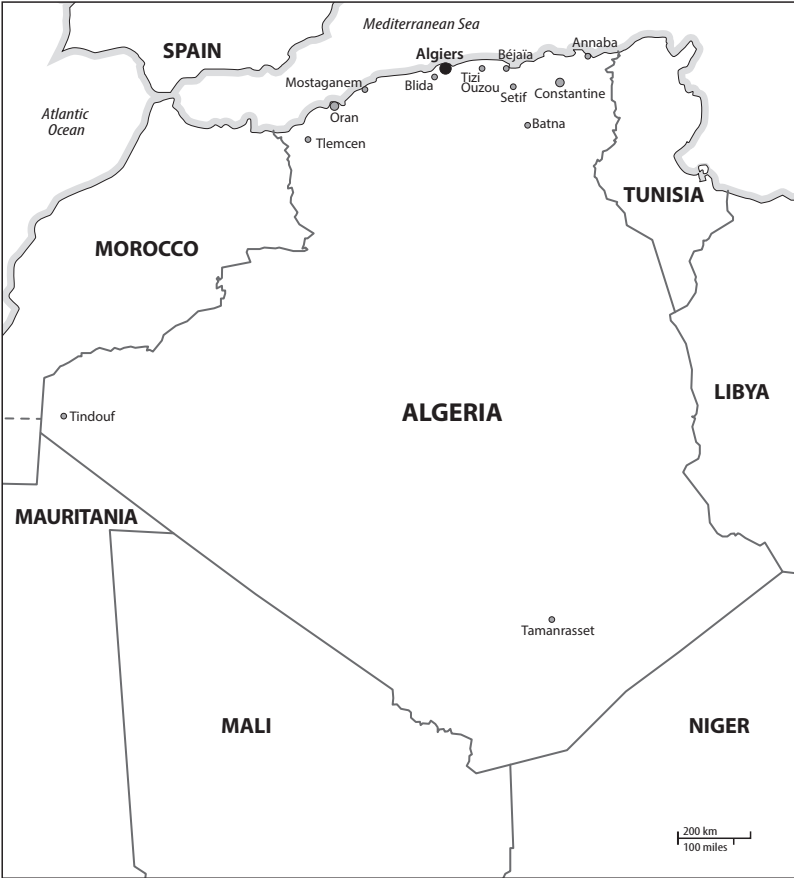 Mediterranean Sea
SPAIN
Algiers
Béjaïa
Annaba
Mostaganem
Blida
Tizi
Ouzou
Setif
Constantine
Atlantic
Ocean
Oran
Batna
Tlemcen
TUNISIA
MOROCCO
LIBYA
Tindouf
ALGERIA
MAURITANIA
Tamanrasset
MALI
NIGER
200 km
100 miles